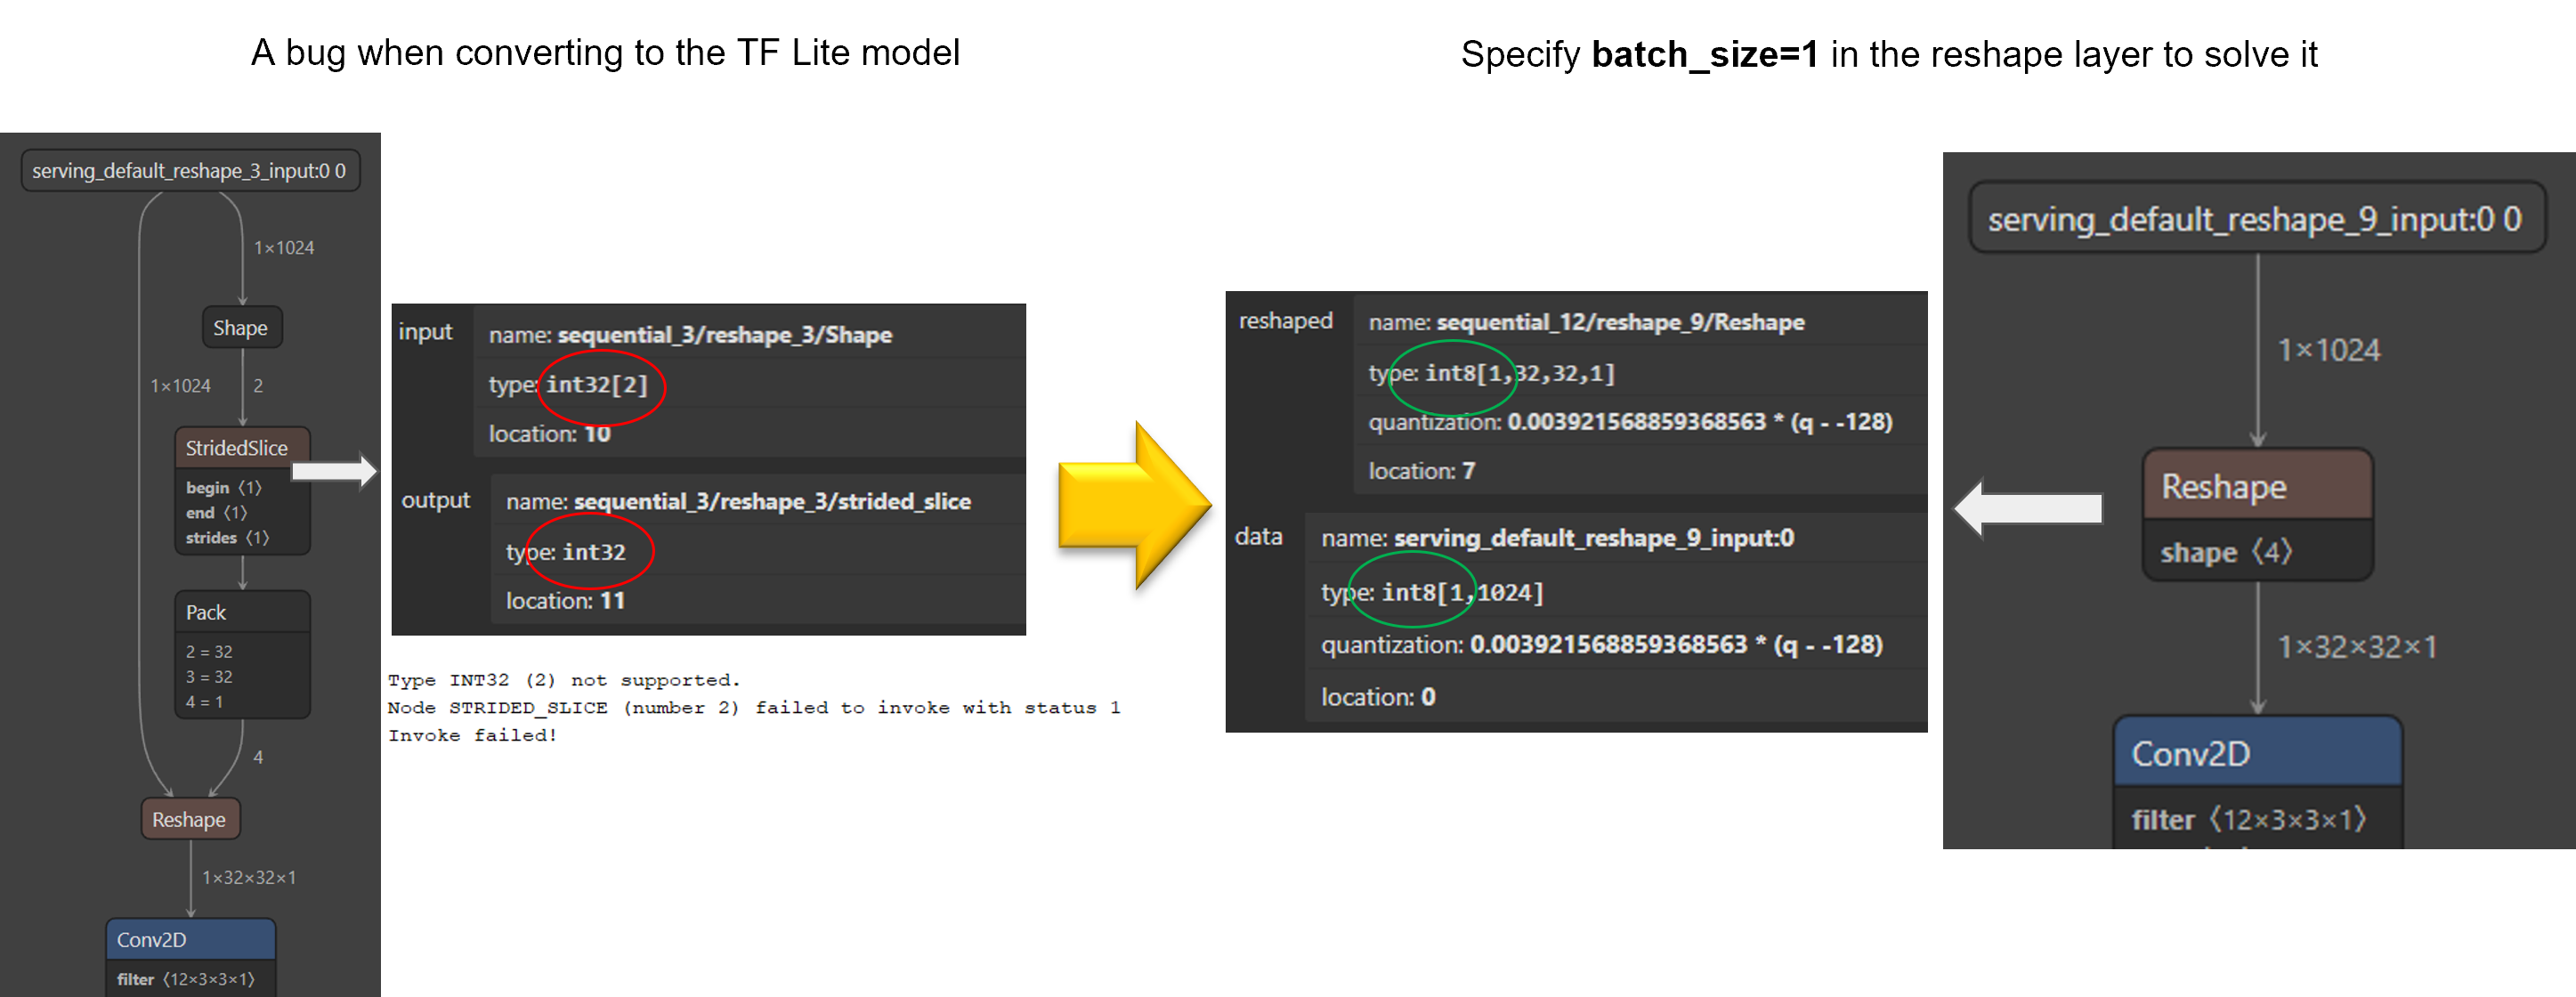 A bug when converting to the TF Lite model
Specify batch_size=1 in the reshape layer to solve it
serving_default_reshape_3_input:0 0
1×1024
Shape
1×1024
2
StridedSlice
begin ⟨1⟩
end ⟨1⟩
strides ⟨1⟩
Pack
2 = 32
3 = 32
4 = 1
4
Reshape
1×32×32×1
Conv2D
filter ⟨12×3×3×1⟩
input
name: sequential_3/reshape_3/Shape
type: int32[2]
location: 10
output
name: sequential_3/reshape_3/strided_slice
type: int32
location: 11
Type INT32 (2) not supported.
Node STRIDED_SLICE (number 2) failed to invoke with status 1
Invoke failed!
reshaped
name: sequential_12/reshape_9/Reshape
type: int8[1,32,32,1]
quantization: 0.003921568859368563 * (q - -128)
location: 7
data
name: serving_default_reshape_9_input:0
type: int8[1,1024]
quantization: 0.003921568859368563 * (q - -128)
location: 0
serving_default_reshape_9_input:0 0
1×1024
Reshape
shape ⟨4⟩
1×32×32×1
Conv2D
filter ⟨12×3×3×1⟩